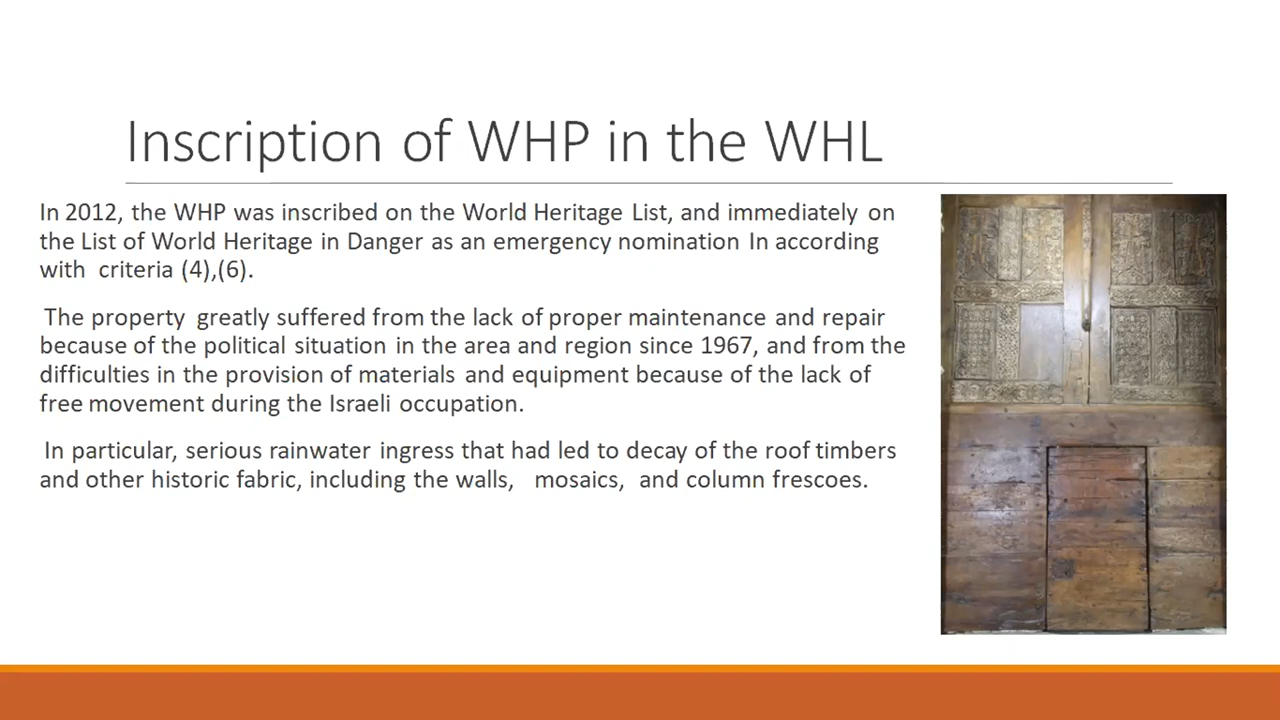 Inscription of WHP in the WHL
In 2012, the WHP was inscribed on the World Heritage List, and immediately on
the List of World Heritage in Danger as an emergency nomination In according
with criteria (4),(6).
The property greatly suffered from the lack of proper maintenance and repair
because of the political situation in the area and region since 1967, and from the
difficulties in the provision of materials and equipment because of the lack of
free movement during the Israeli occupation.
In particular, serious rainwater ingress that had led to decay of the roof timbers
and other historic fabric, including the walls, mosaics, and column frescoes.